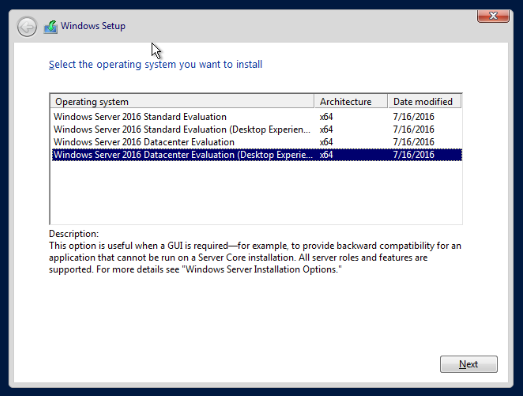 Windows Setup
Select the operating system you want to install
Operating system Architecture Date modified
Windows Server 2016 Standard Evaluation x64 7/16/2016
Windows Server 2016 Standard Evaluation (Desktop Experien... x64 7/16/2016
Windows Server 2016 Datacenter Evaluation x64 7/16/2016
Windows Server 2016 Datacenter Evaluation (Desktop Experie... x64 7/16/2016
Description:
This option is useful when a GUI is required—for example, to provide backward compatibility for an
application that cannot be run on a Server Core installation. All server roles and features are
supported. For more details see "Windows Server Installation Options."
Next